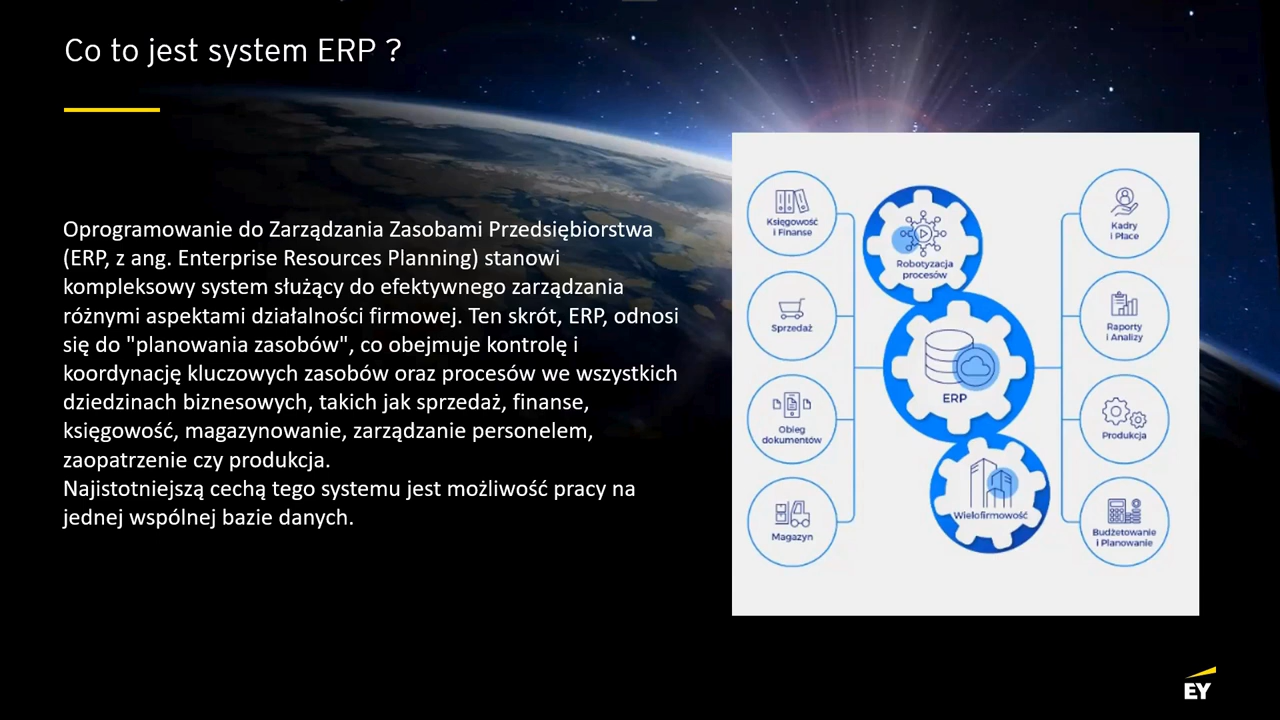 Co to jest system ERP ?
Oprogramowanie do Zarządzania Zasobami Przedsiębiorstwa
(ERP, z ang. Enterprise Resources Planning) stanowi
kompleksowy system służący do efektywnego zarządzania
różnymi aspektami działalności firmowej. Ten skrót, ERP, odnosi
się do "planowania zasobów", co obejmuje kontrolę i
koordynację kluczowych zasobów oraz procesów we wszystkich
dziedzinach biznesowych, takich jak sprzedaż, finanse,
księgowość, magazynowanie, zarządzanie personelem,
zaopatrzenie czy produkcja.
Najistotniejszą cechą tego systemu jest możliwość pracy na
jednej wspólnej bazie danych.
Księgowość
i Finanse
Sprzedaż
Obieg
dokumentów
Magazyn
Robotyzacja
procesów
ERP
Wielofirmowość
Kadry
i Płace
Raporty
i Analizy
Produkcja
Budżetowanie
i Planowanie
EY